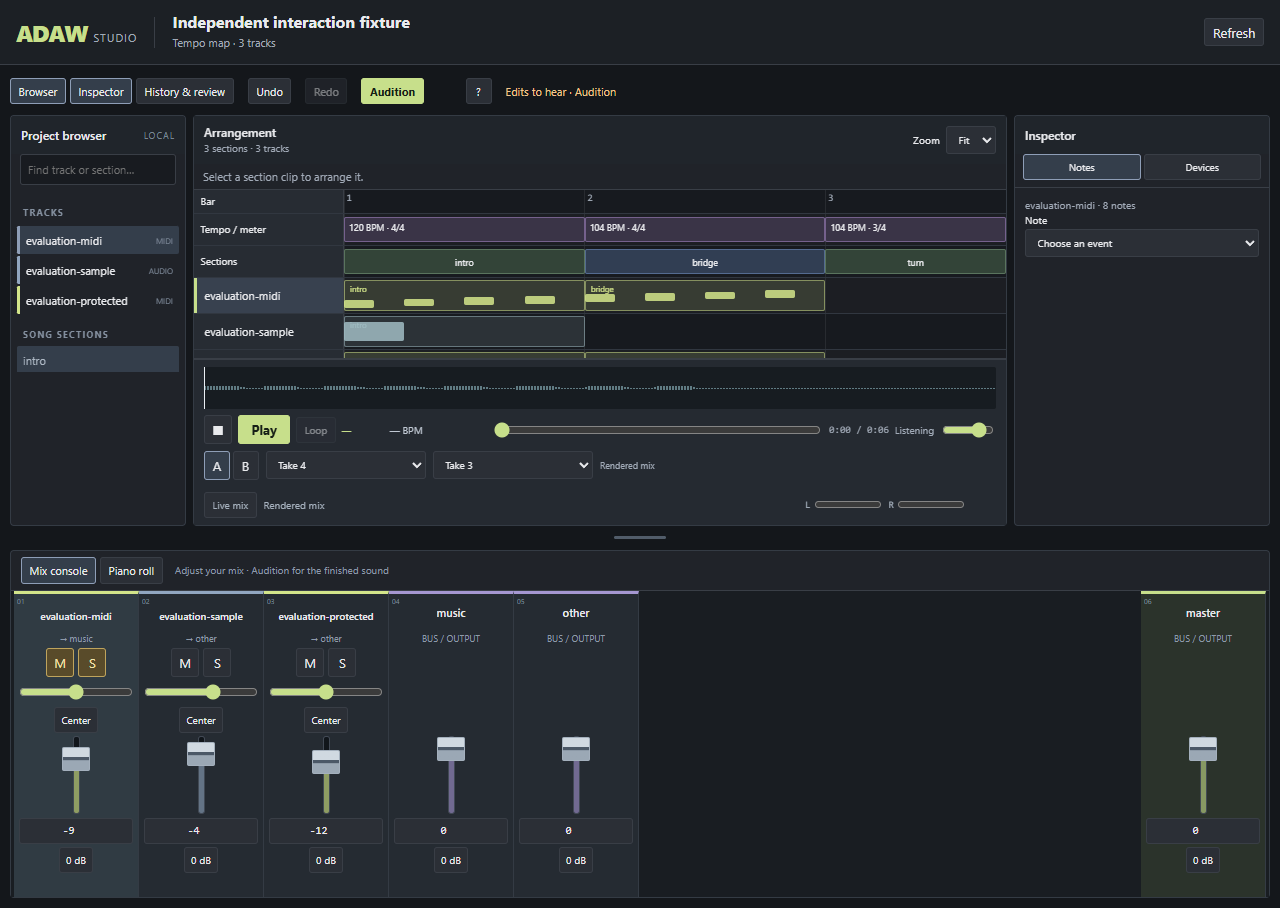 ADAW STUDIO
Independent interaction fixture
Tempo map · 3 tracks
Refresh
Browser Inspector History & review Undo Redo Audition ? Edits to hear · Audition
Project browser LOCAL
Find track or section...
TRACKS
evaluation-midi MIDI
evaluation-sample AUDIO
evaluation-protected MIDI
SONG SECTIONS
intro
Arrangement
3 sections · 3 tracks
Zoom Fit
Select a section clip to arrange it.
Bar 1 2 3
Tempo / meter 120 BPM · 4/4 104 BPM · 4/4 104 BPM · 3/4
Sections intro bridge turn
evaluation-midi intro bridge
evaluation-sample
Play Loop — — BPM 0:00 / 0:06 Listening
A B Take 4 Take 3 Rendered mix
Live mix Rendered mix L R
Inspector
Notes Devices
evaluation-midi · 8 notes
Note
Choose an event
Mix console Piano roll Adjust your mix · Audition for the finished sound
01 02 03 04 05 06
evaluation-midi evaluation-sample evaluation-protected music other master
→ music → other → other BUS / OUTPUT BUS / OUTPUT BUS / OUTPUT
M S M S M S
Center Center Center
-9 -4 -12 0 0 0
0 dB 0 dB 0 dB 0 dB 0 dB 0 dB